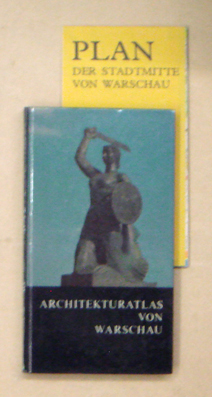 PLAN
DER STADTMITTE
VON WARSCHAU
ARCHITEKTURATLAS
VON
WARSCHAU